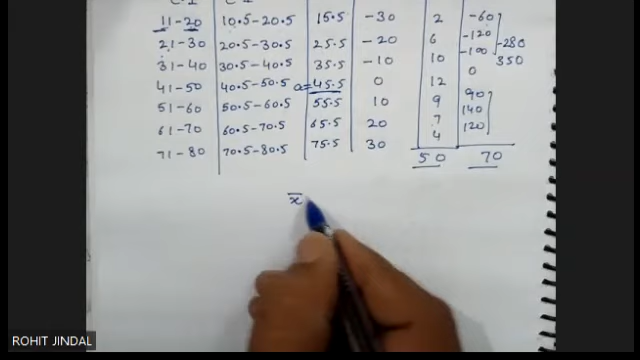 C.I C.I
11-20 10.5-20.5 15.5 -30 2 -60
21-30 20.5-30.5 25.5 -20 6 -120
-280
31-40 30.5-40.5 35.5 -10 10 -100
350
41-50 40.5-50.5 a=45.5 0 12 0
51-60 50.5-60.5 55.5 10 9 90
61-70 60.5-70.5 65.5 20 7 140
71-80 70.5-80.5 75.5 30 4 120
50 70
x̄
ROHIT JINDAL